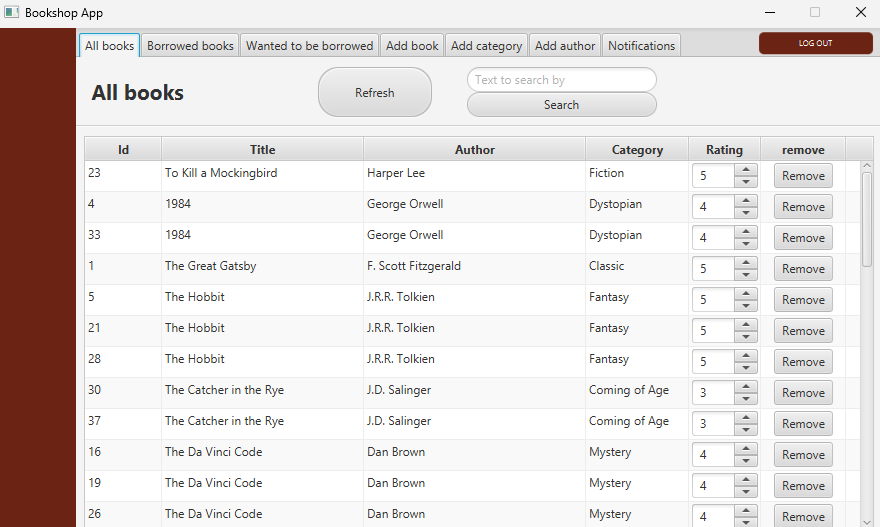 Bookshop App
All books Borrowed books Wanted to be borrowed Add book Add category Add author Notifications LOG OUT
All books Refresh Text to search by
Search
Id Title Author Category Rating remove
23 To Kill a Mockingbird Harper Lee Fiction 5 Remove
4 1984 George Orwell Dystopian 4 Remove
33 1984 George Orwell Dystopian 4 Remove
1 The Great Gatsby F. Scott Fitzgerald Classic 5 Remove
5 The Hobbit J.R.R. Tolkien Fantasy 5 Remove
21 The Hobbit J.R.R. Tolkien Fantasy 5 Remove
28 The Hobbit J.R.R. Tolkien Fantasy 5 Remove
30 The Catcher in the Rye J.D. Salinger Coming of Age 3 Remove
37 The Catcher in the Rye J.D. Salinger Coming of Age 3 Remove
16 The Da Vinci Code Dan Brown Mystery 4 Remove
19 The Da Vinci Code Dan Brown Mystery 4 Remove
26 The Da Vinci Code Dan Brown Mystery 4 Remove